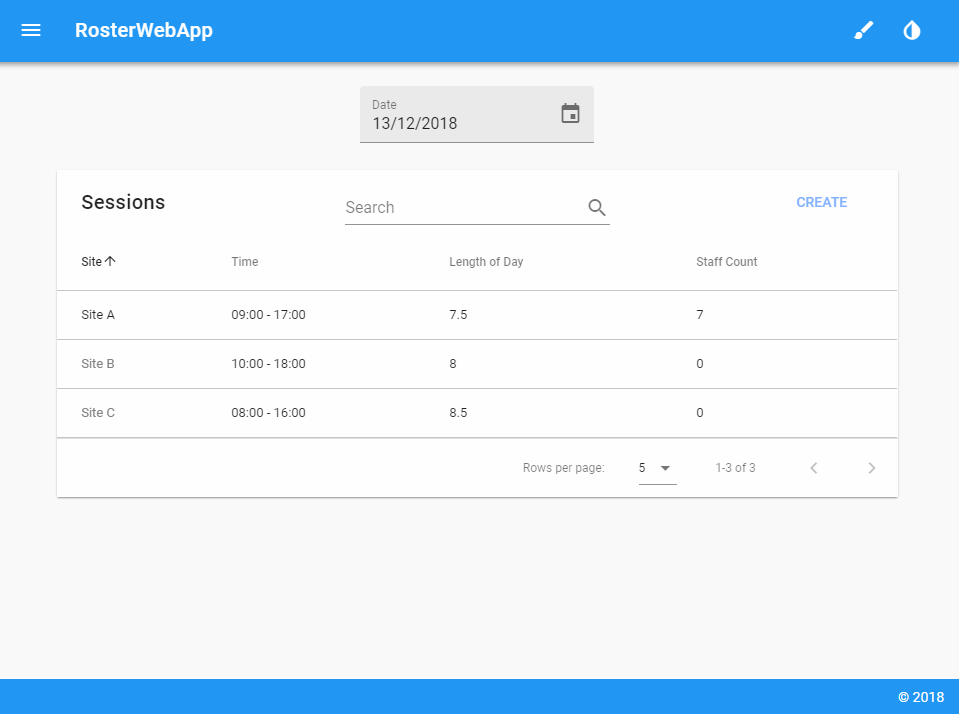 RosterWebApp
Date
13/12/2018
Sessions Search CREATE
Site Time Length of Day Staff Count
Site A 09:00 - 17:00 7.5 7
Site B 10:00 - 18:00 8 0
Site C 08:00 - 16:00 8.5 0
Rows per page: 5 1-3 of 3
© 2018